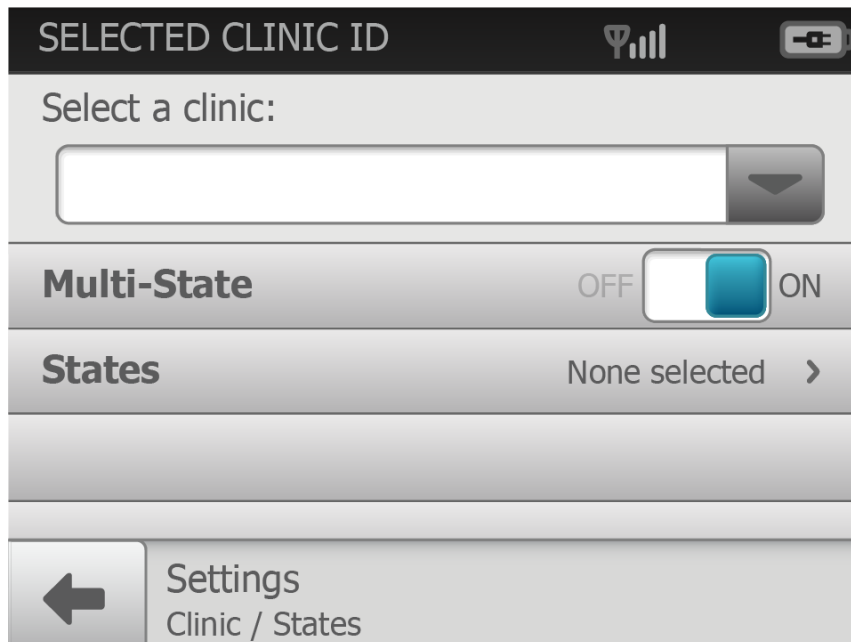 SELECTED CLINIC ID
Select a clinic:
Multi-State OFF ON
States None selected
Settings
Clinic / States